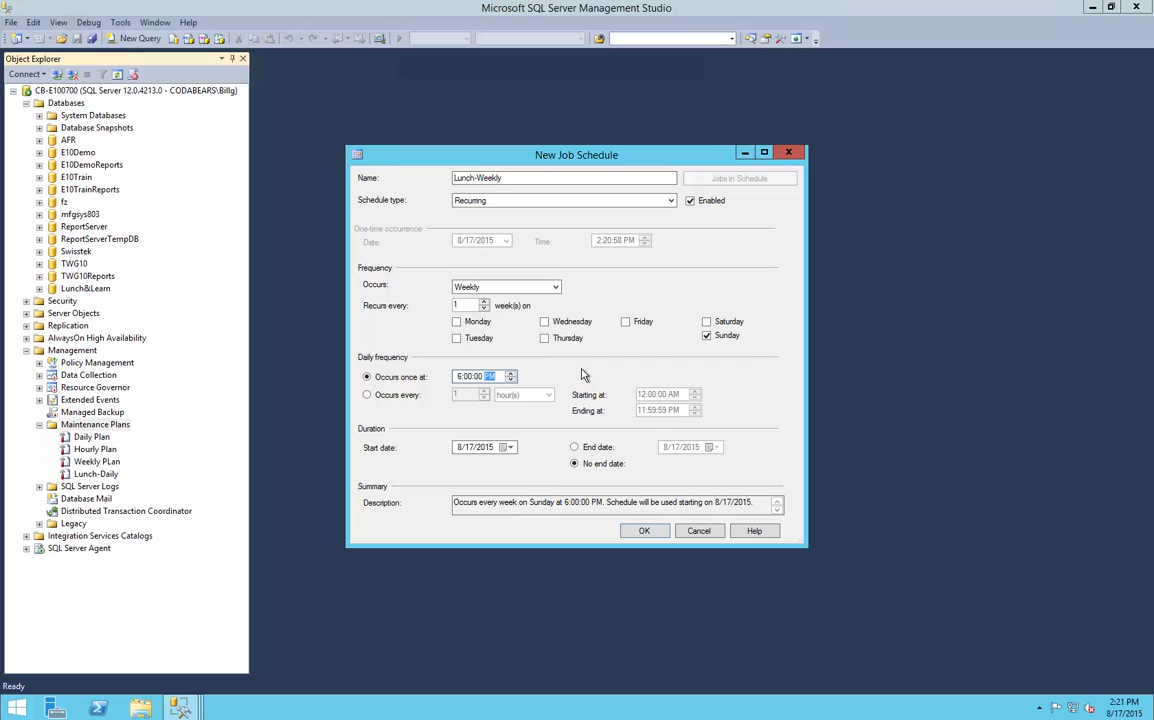 Microsoft SQL Server Management Studio
File Edit View Debug Tools Window Help
New Query
Object Explorer
Connect
CB-E100700 (SQL Server 12.0.4213.0 - CODABEARS\Billg)
Databases
System Databases
Database Snapshots
AFR
E10Demo
E10DemoReports
E10Train
E10TrainReports
fz
mfgsys803
ReportServer
ReportServerTempDB
Swisstek
TWG10
TWG10Reports
Lunch&Learn
Security
Server Objects
Replication
AlwaysOn High Availability
Management
Policy Management
Data Collection
Resource Governor
Extended Events
Managed Backup
Maintenance Plans
Daily Plan
Hourly Plan
Weekly PLan
Lunch-Daily
SQL Server Logs
Database Mail
Distributed Transaction Coordinator
Legacy
Integration Services Catalogs
SQL Server Agent
New Job Schedule
Name: Lunch-Weekly Jobs in Schedule
Schedule type: Recurring Enabled
One-time occurrence
Date: 8/17/2015 Time: 2:20:58 PM
Frequency
Occurs: Weekly
Recurs every: 1 week(s) on
Monday Wednesday Friday Saturday
Tuesday Thursday Sunday
Daily frequency
Occurs once at: 6:00:00 PM
Occurs every: 1 hour(s) Starting at: 12:00:00 AM
Ending at: 11:59:59 PM
Duration
Start date: 8/17/2015 End date: 8/17/2015
No end date:
Summary
Description: Occurs every week on Sunday at 6:00:00 PM. Schedule will be used starting on 8/17/2015.
OK Cancel Help
Ready
2:21 PM
8/17/2015